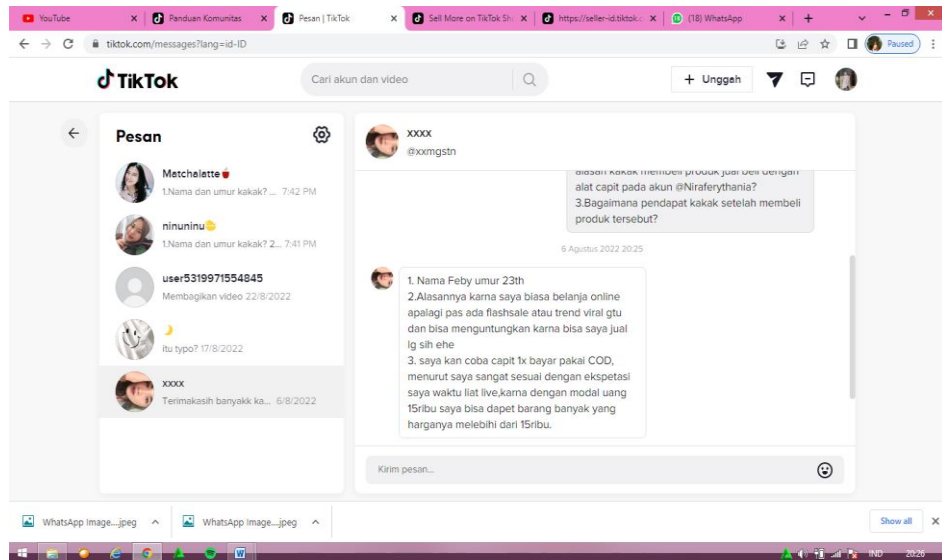 YouTube
Panduan Komunitas
Pesan | TikTok
Sell More on TikTok Sh
https://seller-id.tiktok.c
(18) WhatsApp
tiktok.com/messages?lang=id-ID
Paused
TikTok
Cari akun dan video
+ Unggah
Pesan
Matchalatte
1.Nama dan umur kakak? ... 7:42 PM
ninuninu
1.Nama dan umur kakak? 2... 7:41 PM
user5319971554845
Membagikan video 22/8/2022
itu typo? 17/8/2022
xxxx
Terimakasih banyakk ka... 6/8/2022
xxxx
@xxmgstn
alasan kakak membeli produk jual beli dengan
alat capit pada akun @Niraferythania?
3.Bagaimana pendapat kakak setelah membeli
produk tersebut?
6 Agustus 2022 20:25
1. Nama Feby umur 23th
2.Alasannya karna saya biasa belanja online
apalagi pas ada flashsale atau trend viral gtu
dan bisa menguntungkan karna bisa saya jual
lg sih ehe
3. saya kan coba capit 1x bayar pakai COD,
menurut saya sangat sesuai dengan ekspetasi
saya waktu liat live,karna dengan modal uang
15ribu saya bisa dapet barang banyak yang
harganya melebihi dari 15ribu.
Kirim pesan...
WhatsApp Image....jpeg
WhatsApp Image....jpeg
Show all
IND
20:26